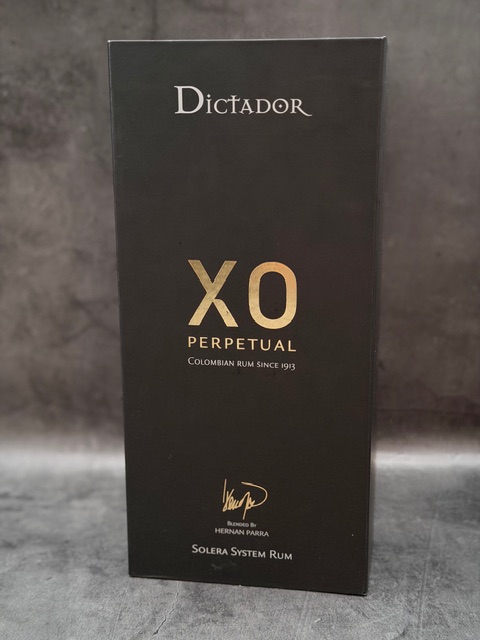 DICTADOR
XO
PERPETUAL
COLOMBIAN RUM SINCE 1913
BLENDED BY
HERNAN PARRA
SOLERA SYSTEM RUM